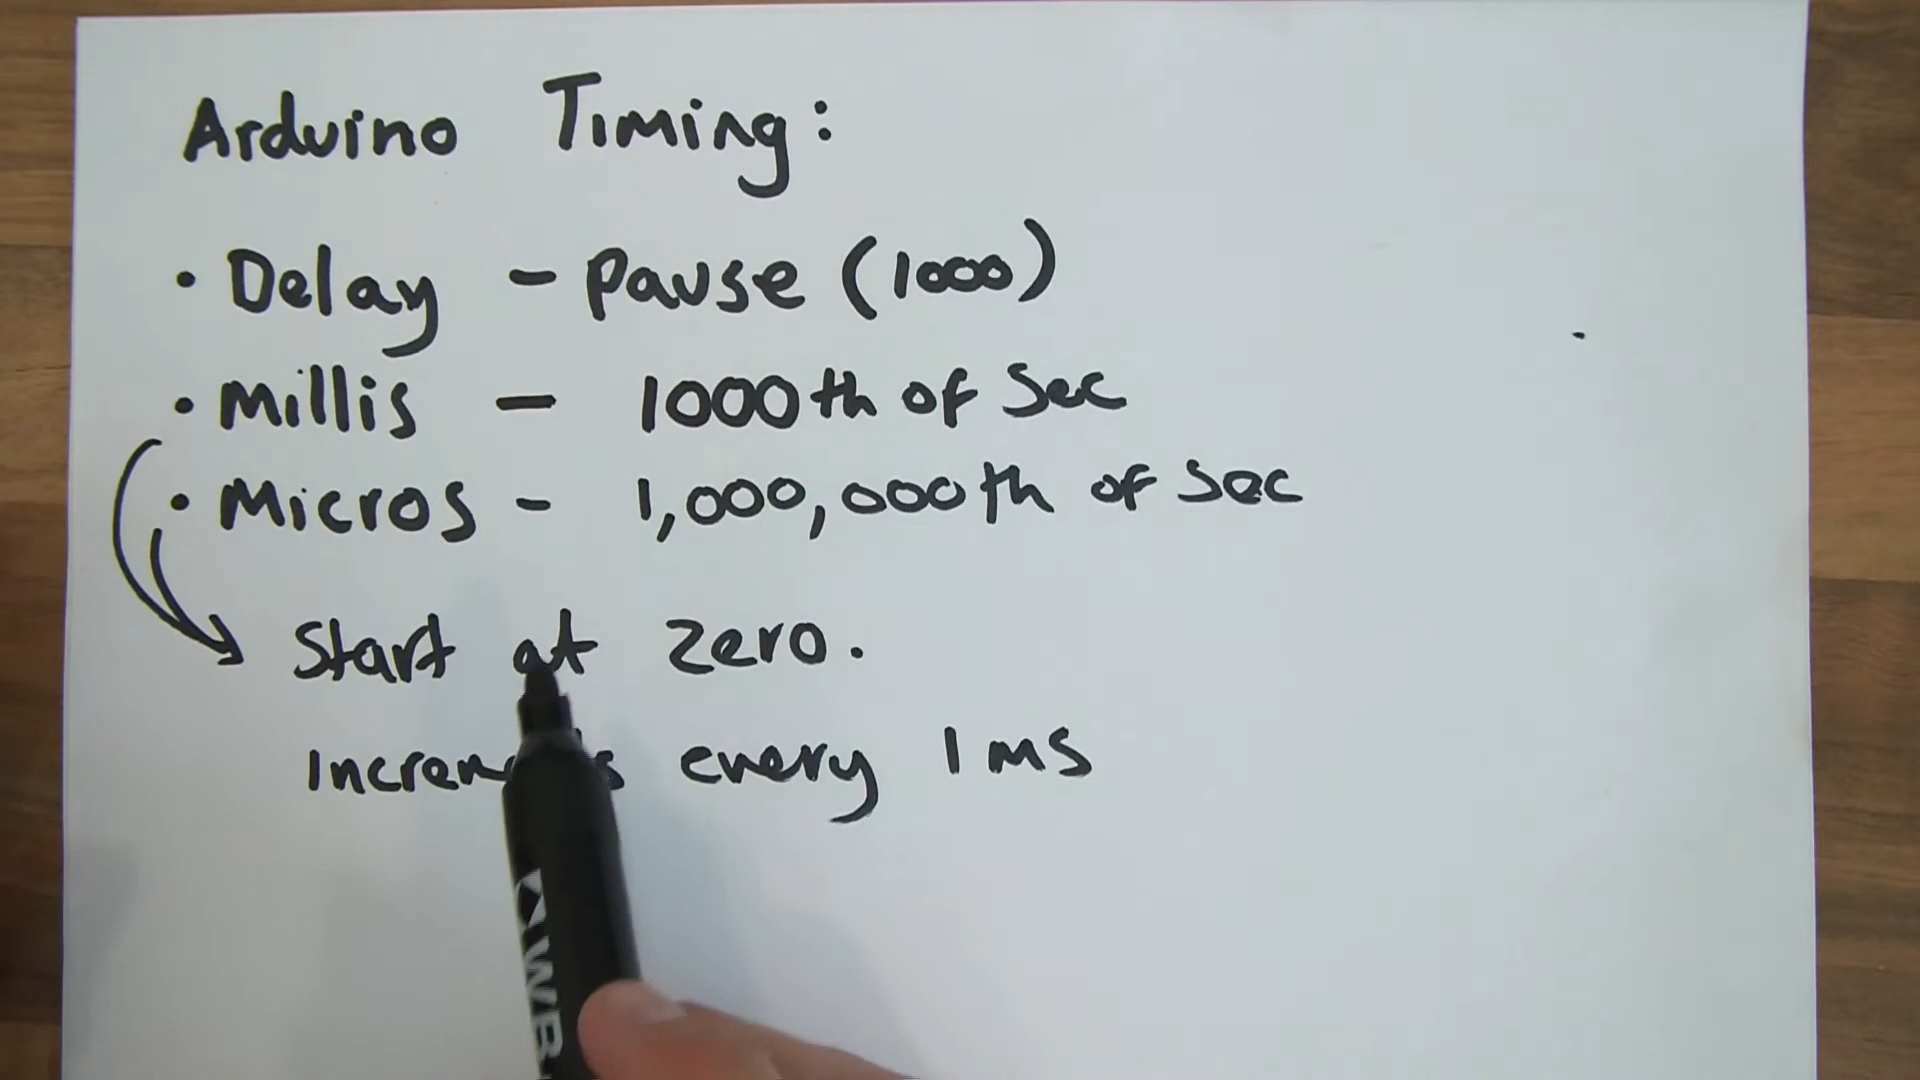 Arduino Timing:
• Delay - Pause (1000)
• Millis - 1000th of Sec
• Micros - 1,000,000th of Sec
Start at Zero.
every 1ms